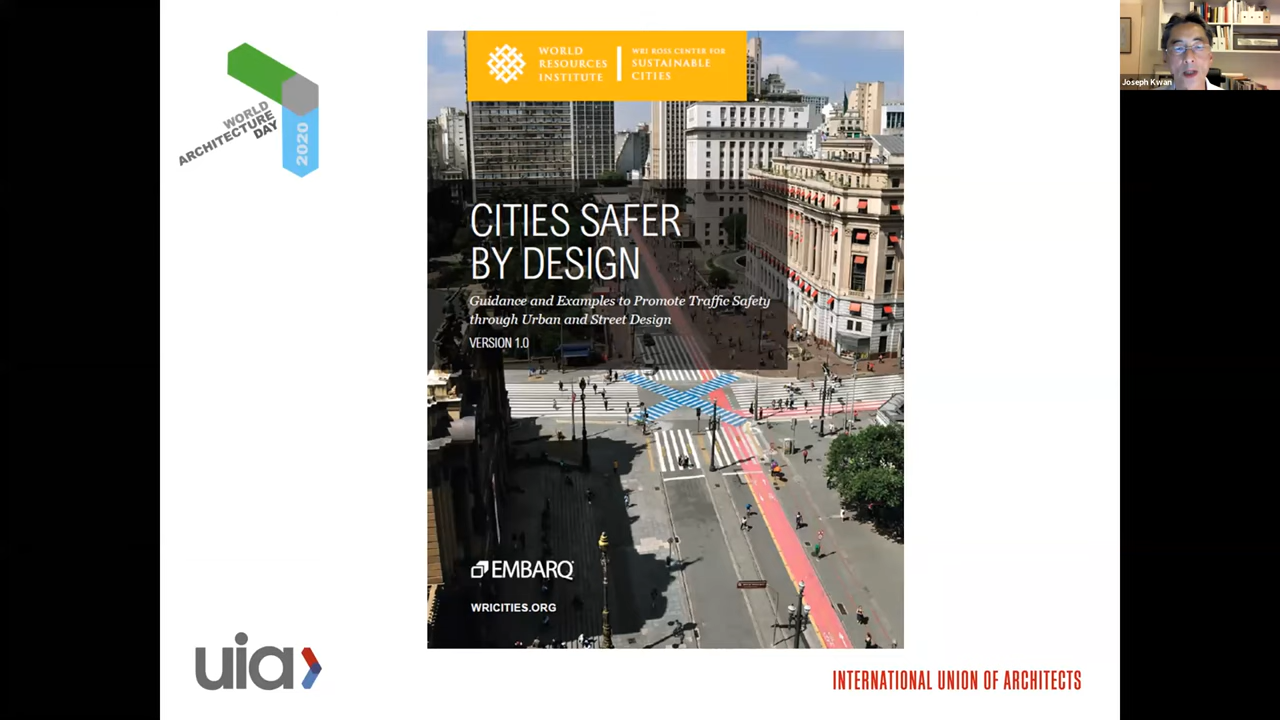 WORLD
ARCHITECTURE
DAY
2020
WORLD
RESOURCES
INSTITUTE
WRI ROSS CENTER FOR
SUSTAINABLE
CITIES
CITIES SAFER
BY DESIGN
Guidance and Examples to Promote Traffic Safety
through Urban and Street Design
VERSION 1.0
EMBARQ
WRICITIES.ORG
uia
INTERNATIONAL UNION OF ARCHITECTS
Joseph Kwan